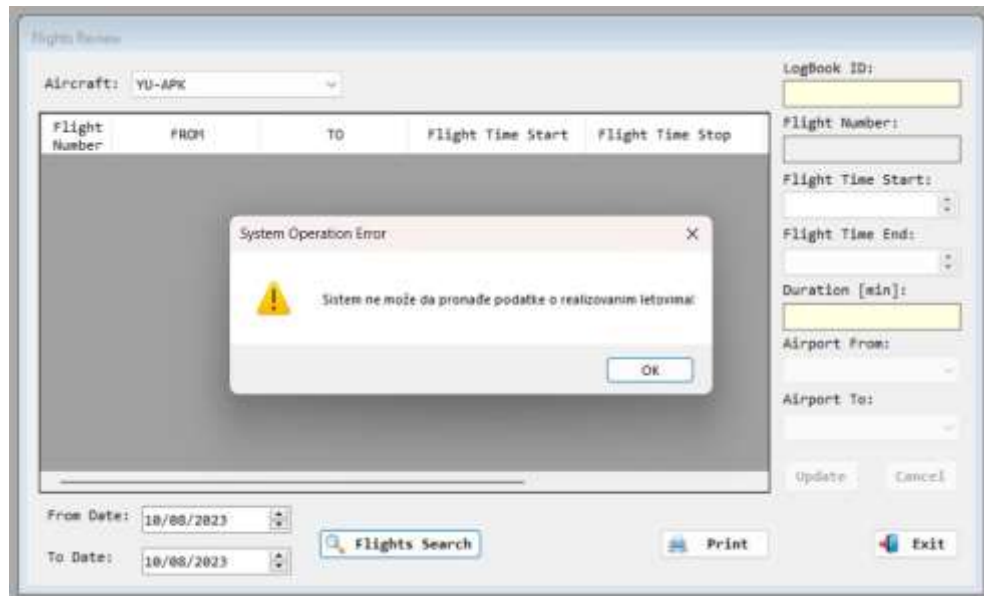 Flights Review
Aircraft: YU-APK
Flight Number
FROM
TO
Flight Time Start
Flight Time Stop
System Operation Error
Sistem ne može da pronađe podatke o realizovanim letovima!
OK
LogBook ID:
Flight Number:
Flight Time Start:
Flight Time End:
Duration [min]:
Airport From:
Airport To:
Update
Cancel
From Date: 10/08/2023
To Date: 10/08/2023
Flights Search
Print
Exit